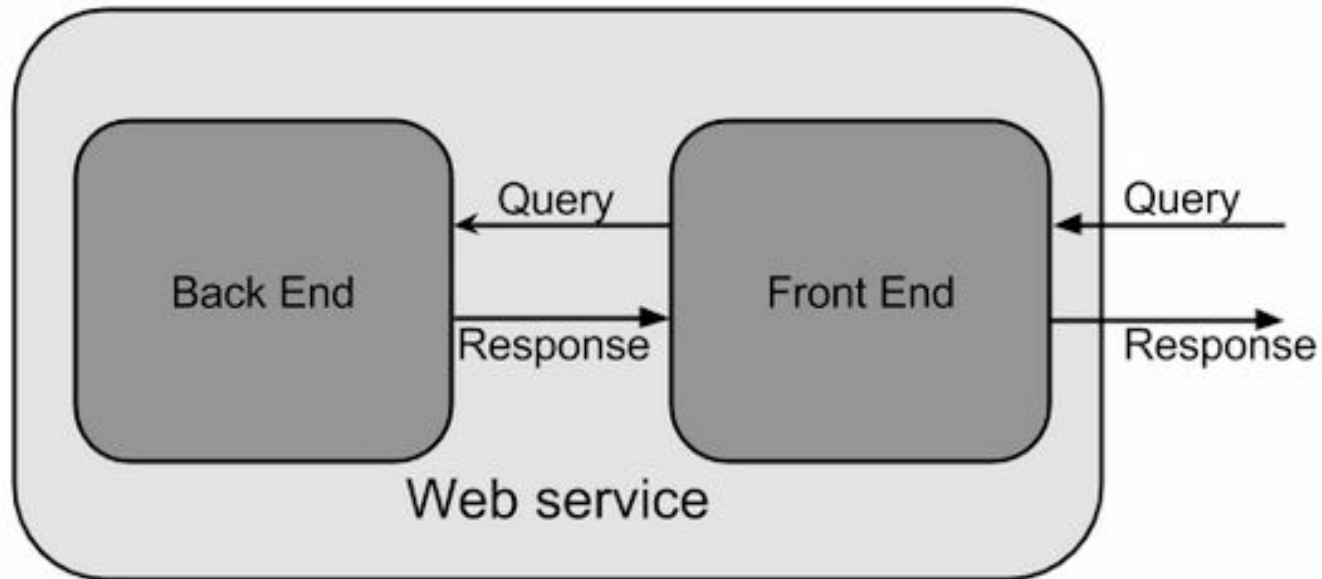 Query
Query
Back End
Front End
Response
Response
Web service